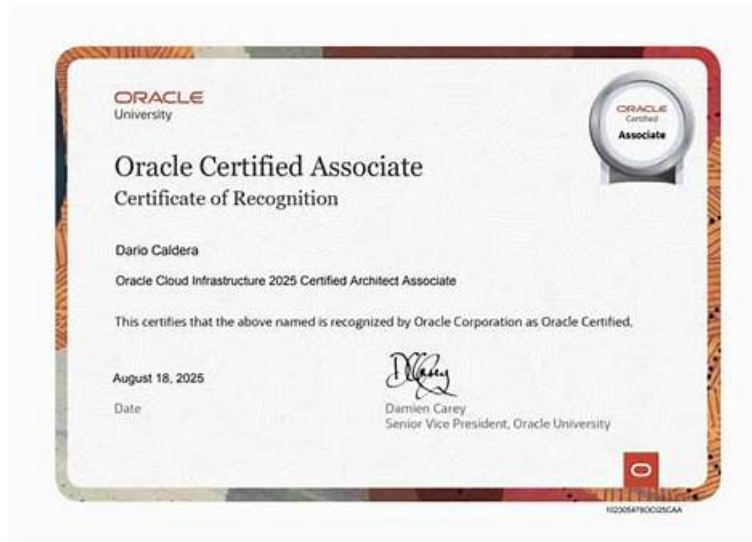 ORACLE
University
ORACLE
Certified
Associate
Oracle Certified Associate
Certificate of Recognition
Dario Caldera
Oracle Cloud Infrastructure 2025 Certified Architect Associate
This certifies that the above named is recognized by Oracle Corporation as Oracle Certified.
August 18, 2025
Date
Damien Carey
Senior Vice President, Oracle University